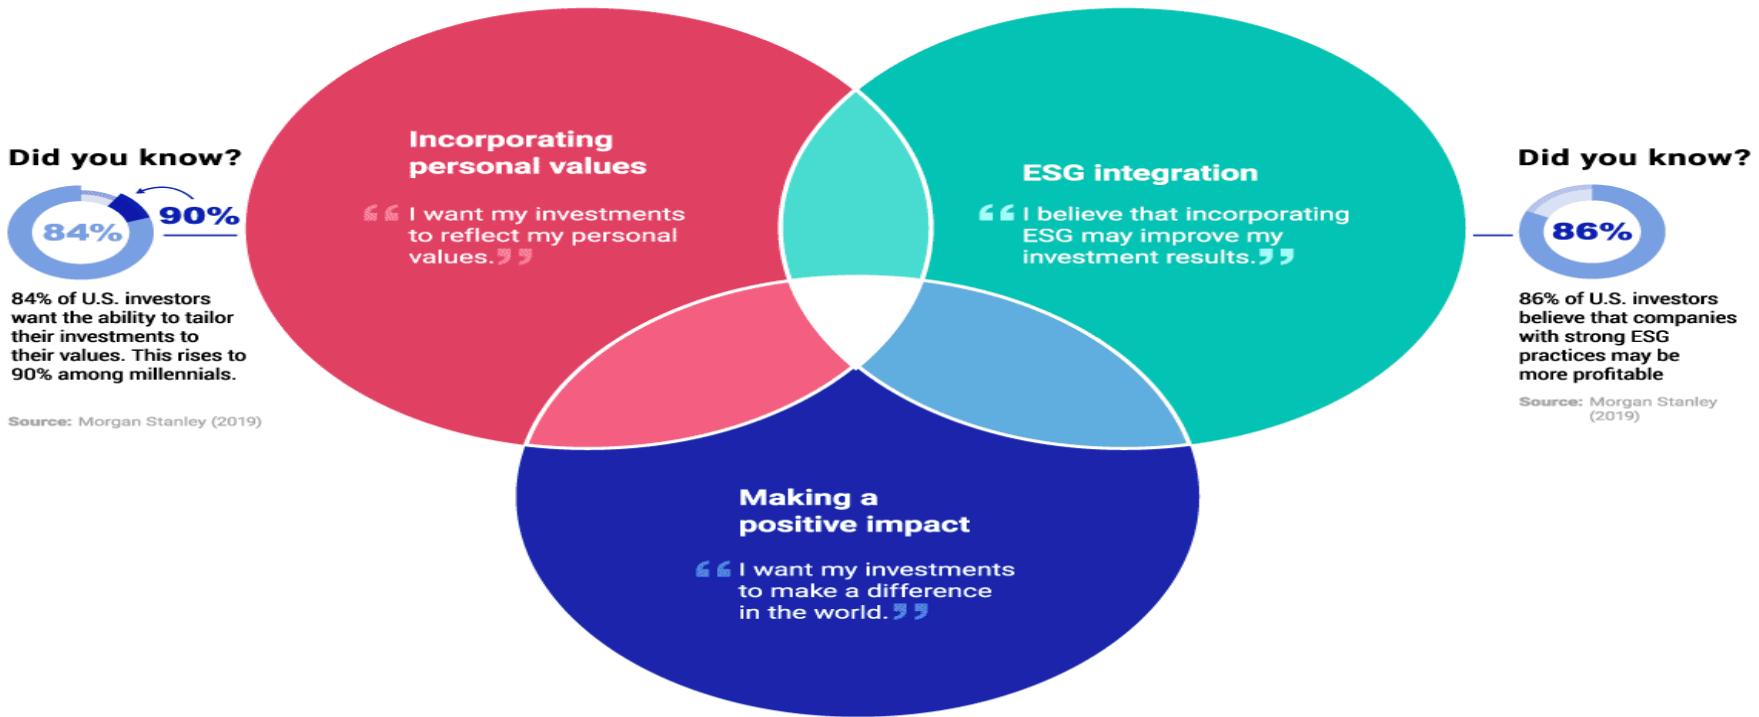 Did you know?
84%
90%
84% of U.S. investors
want the ability to tailor
their investments to
their values. This rises to
90% among millennials.
Source: Morgan Stanley (2019)
Incorporating
personal values
“I want my investments
to reflect my personal
values.”
ESG integration
“I believe that incorporating
ESG may improve my
investment results.”
Making a
positive impact
“I want my investments
to make a difference
in the world.”
Did you know?
86%
86% of U.S. investors
believe that companies
with strong ESG
practices may be
more profitable
Source: Morgan Stanley
(2019)